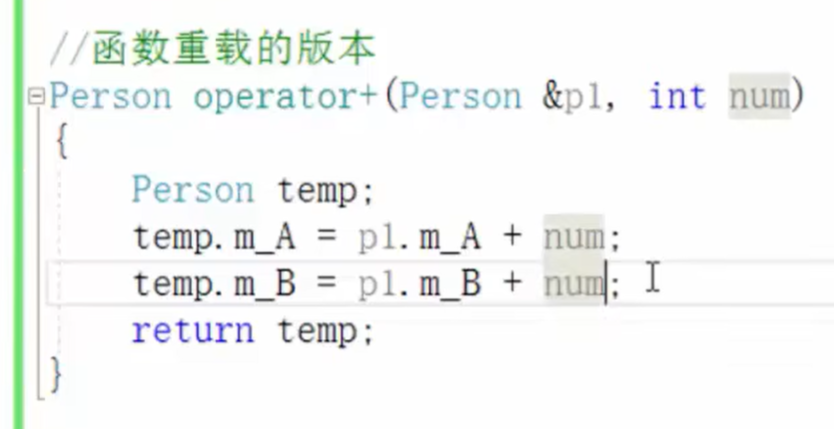 //函数重载的版本
Person operator+(Person &p1, int num)
{
Person temp;
temp.m_A = p1.m_A + num;
temp.m_B = p1.m_B + num;
return temp;
}